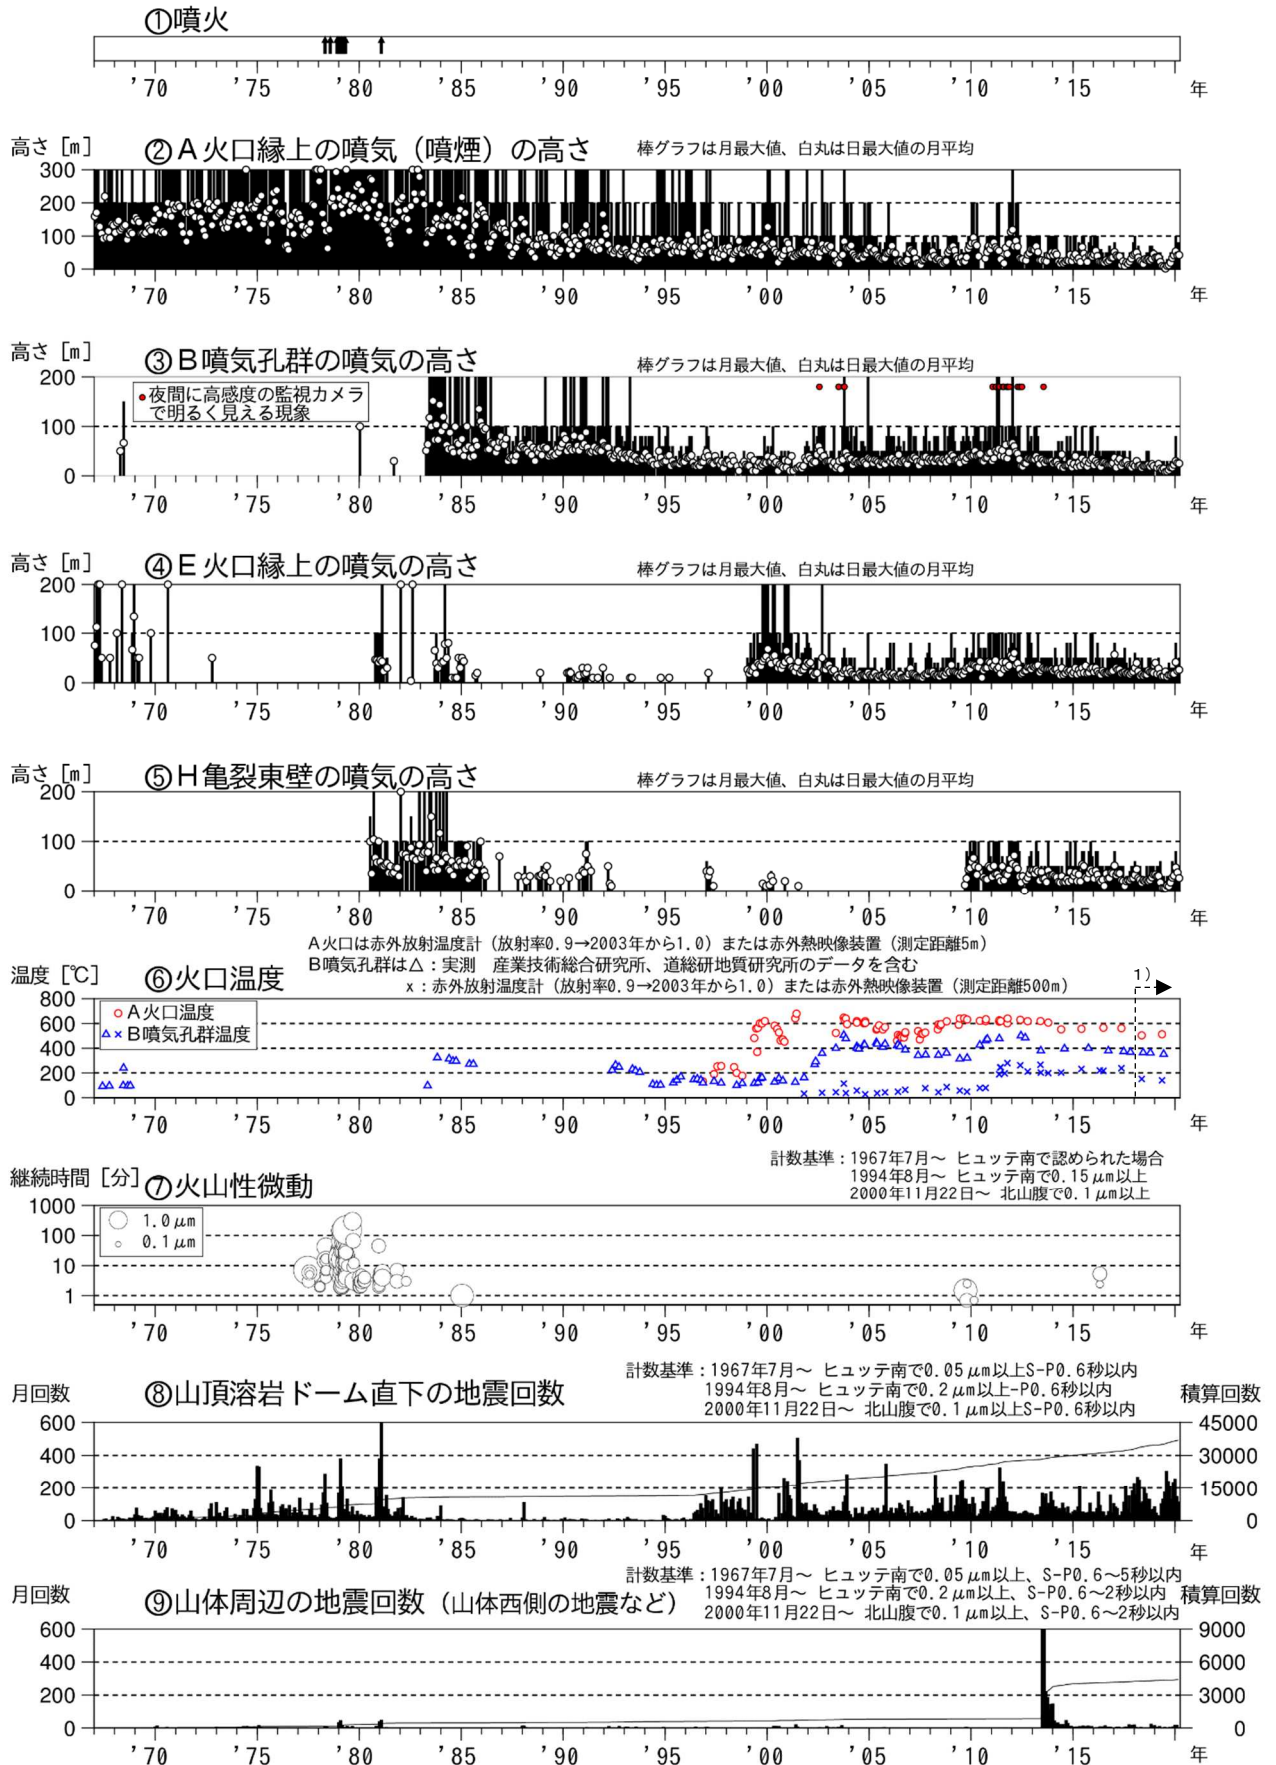 ①噴火
'70 '75 '80 '85 '90 '95 '00 '05 '10 '15 年
高さ [m] ②A火口縁上の噴気（噴煙）の高さ 棒グラフは月最大値、白丸は日最大値の月平均
300
200
100
0
'70 '75 '80 '85 '90 '95 '00 '05 '10 '15 年
高さ [m] ③B噴気孔群の噴気の高さ 棒グラフは月最大値、白丸は日最大値の月平均
200
夜間に高感度の監視カメラ
で明るく見える現象
100
0
'70 '75 '80 '85 '90 '95 '00 '05 '10 '15 年
高さ [m] ④E火口縁上の噴気の高さ 棒グラフは月最大値、白丸は日最大値の月平均
200
100
0
'70 '75 '80 '85 '90 '95 '00 '05 '10 '15 年
高さ [m] ⑤H亀裂東壁の噴気の高さ 棒グラフは月最大値、白丸は日最大値の月平均
200
100
0
'70 '75 '80 '85 '90 '95 '00 '05 '10 '15 年
A火口は赤外放射温度計（放射率0.9→2003年から1.0）または赤外熱映像装置（測定距離5m）
B噴気孔群は△：実測 産業技術総合研究所、道総研地質研究所のデータを含む
温度 [℃] ⑥火口温度 x：赤外放射温度計（放射率0.9→2003年から1.0）または赤外熱映像装置（測定距離500m） 1）
800
○ A火口温度
600
△ × B噴気孔群温度
400
200
0
'70 '75 '80 '85 '90 '95 '00 '05 '10 '15 年
計数基準：1967年7月～ ヒュッテ南で認められた場合
継続時間 [分] ⑦火山性微動 1994年8月～ ヒュッテ南で0.15μm以上
2000年11月22日～ 北山腹で0.1μm以上
1000
1.0μm
100
0.1μm
10
1
'70 '75 '80 '85 '90 '95 '00 '05 '10 '15 年
計数基準：1967年7月～ ヒュッテ南で0.05μm以上S-P0.6秒以内
月回数 ⑧山頂溶岩ドーム直下の地震回数 1994年8月～ ヒュッテ南で0.2μm以上-P0.6秒以内 積算回数
2000年11月22日～ 北山腹で0.1μm以上S-P0.6秒以内
600 45000
400 30000
200 15000
0 0
'70 '75 '80 '85 '90 '95 '00 '05 '10 '15 年
計数基準：1967年7月～ ヒュッテ南で0.05μm以上、S-P0.6～5秒以内
月回数 ⑨山体周辺の地震回数（山体西側の地震など） 1994年8月～ ヒュッテ南で0.2μm以上、S-P0.6～2秒以内 積算回数
2000年11月22日～ 北山腹で0.1μm以上、S-P0.6～2秒以内
600 9000
400 6000
200 3000
0 0
'70 '75 '80 '85 '90 '95 '00 '05 '10 '15 年